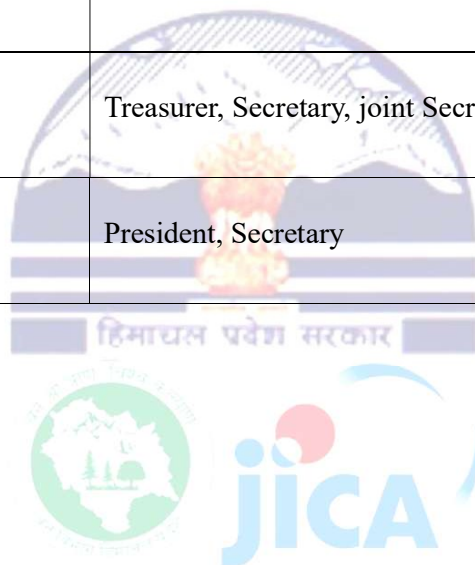 Treasurer, Secretary, joint Secr
President, Secretary
हिमाचल प्रदेश सरकार
jica